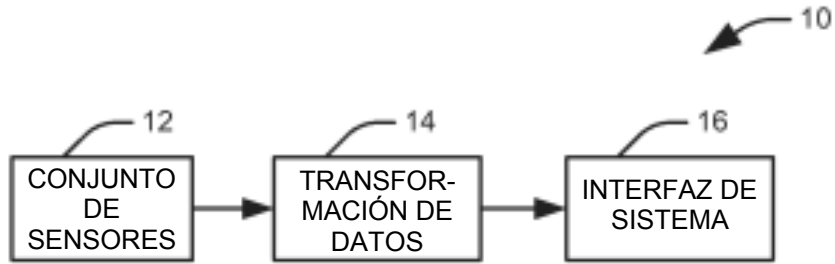 10
12
14
16
CONJUNTO
DE
SENSORES
TRANSFOR-
MACIÓN DE
DATOS
INTERFAZ DE
SISTEMA